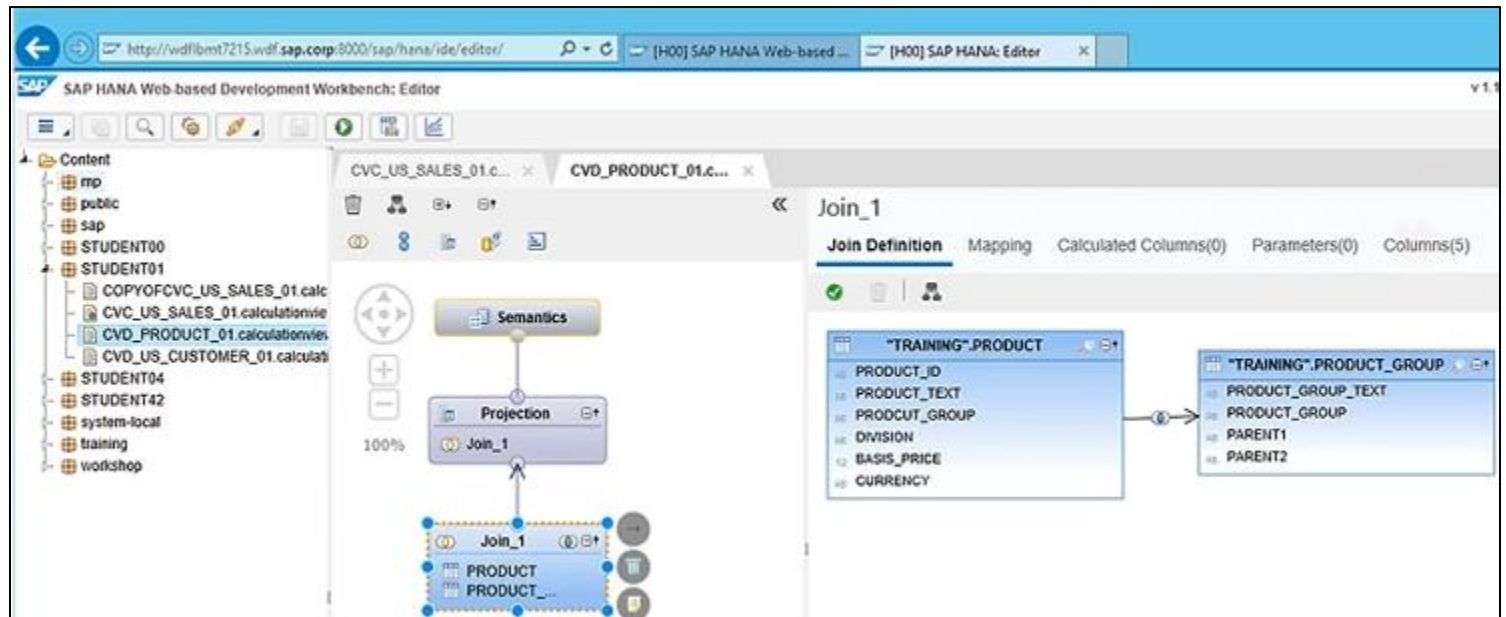 http://wdflbmt7215.wdf.sap.corp:8000/sap/hana/ide/editor/
[H00] SAP HANA Web-based ...
[H00] SAP HANA: Editor
SAP
SAP HANA Web-based Development Workbench: Editor
v 1.1
Content
mp
public
sap
STUDENT00
STUDENT01
COPYOFCVC_US_SALES_01.calc
CVC_US_SALES_01.calculationvie
CVD_PRODUCT_01.calculationview
CVD_US_CUSTOMER_01.calculati
STUDENT04
STUDENT42
system-local
training
workshop
CVC_US_SALES_01.c...
CVD_PRODUCT_01.c...
100%
Semantics
Projection
Join_1
Join_1
PRODUCT
PRODUCT_...
Join_1
Join Definition Mapping Calculated Columns(0) Parameters(0) Columns(5)
"TRAINING".PRODUCT
PRODUCT_ID
PRODUCT_TEXT
PRODCUT_GROUP
DIVISION
BASIS_PRICE
CURRENCY
"TRAINING".PRODUCT_GROUP
PRODUCT_GROUP_TEXT
PRODUCT_GROUP
PARENT1
PARENT2